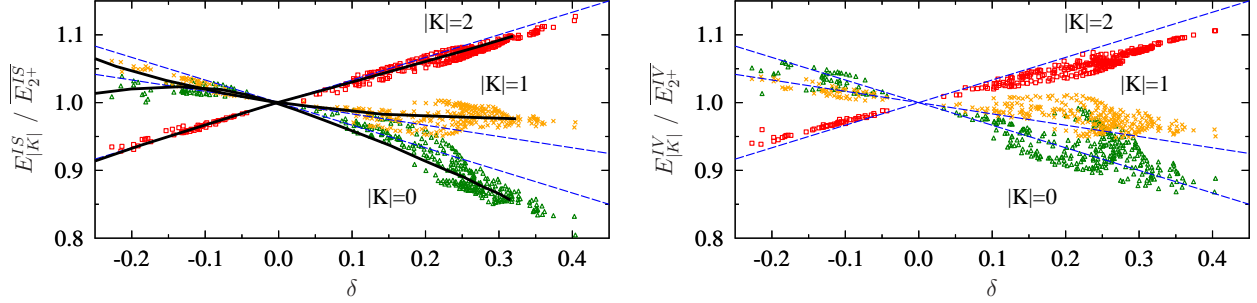 1.1
1.0
0.9
0.8
-0.2 -0.1 0.0 0.1 0.2 0.3 0.4
δ
E^{IS}_{|K|} / \overline{E^{IS}_{2+}}
|K|=2
|K|=1
|K|=0
1.1
1.0
0.9
0.8
-0.2 -0.1 0.0 0.1 0.2 0.3 0.4
δ
E^{IV}_{|K|} / \overline{E^{IV}_{2+}}
|K|=2
|K|=1
|K|=0